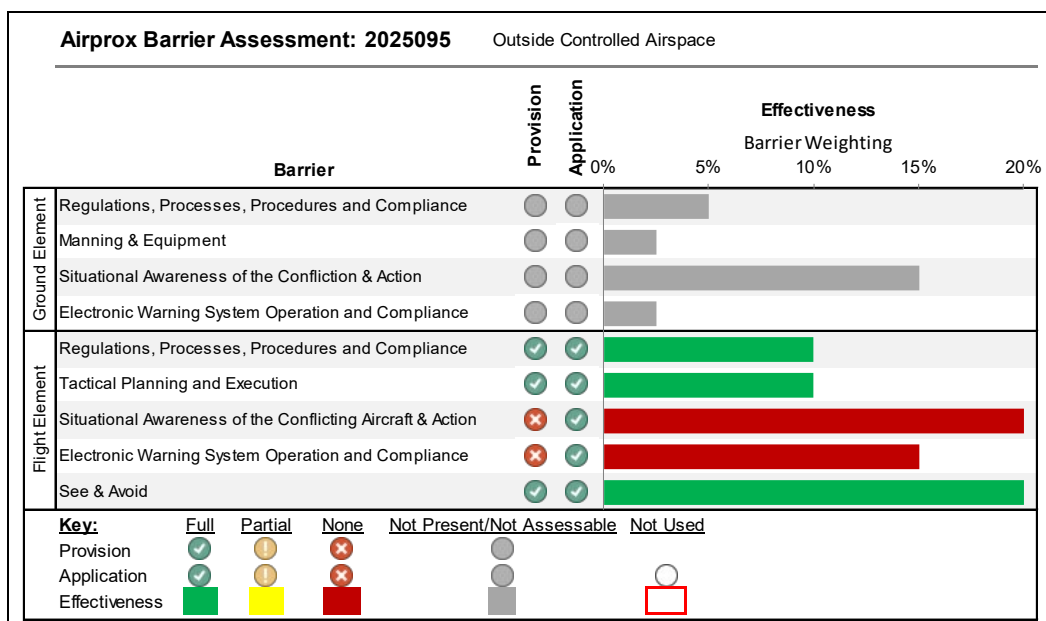 Airprox Barrier Assessment: 2025095 Outside Controlled Airspace
Provision
Application
Effectiveness
Barrier Weighting
Barrier
0% 5% 10% 15% 20%
Ground Element
Regulations, Processes, Procedures and Compliance
Manning & Equipment
Situational Awareness of the Confliction & Action
Electronic Warning System Operation and Compliance
Flight Element
Regulations, Processes, Procedures and Compliance
Tactical Planning and Execution
Situational Awareness of the Conflicting Aircraft & Action
Electronic Warning System Operation and Compliance
See & Avoid
Key: Full Partial None Not Present/Not Assessable Not Used
Provision
Application
Effectiveness